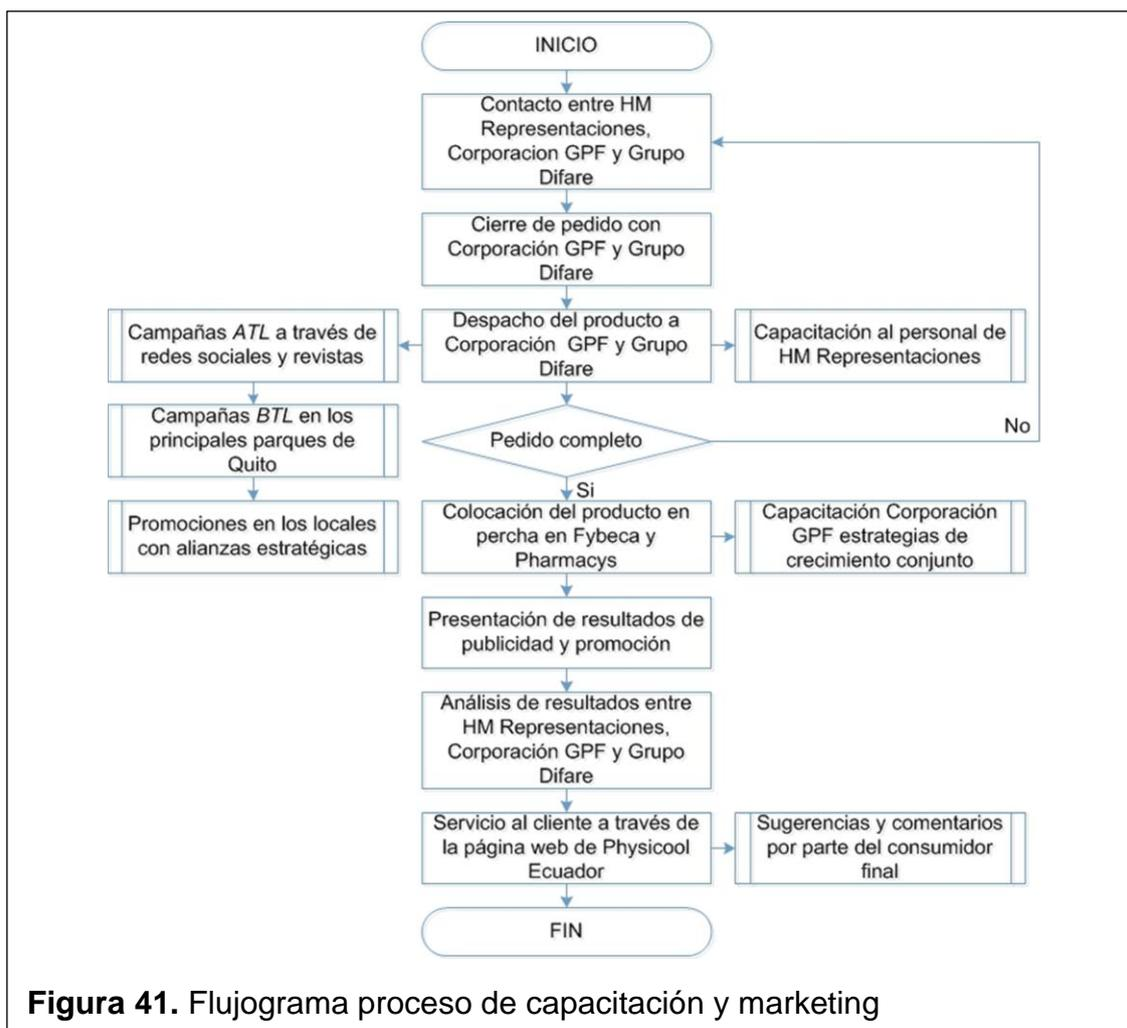 INICIO
Contacto entre HM
Representaciones,
Corporacion GPF y Grupo
Difare
Cierre de pedido con
Corporación GPF y Grupo
Difare
Campañas ATL a través de
redes sociales y revistas
Despacho del producto a
Corporación GPF y Grupo
Difare
Capacitación al personal de
HM Representaciones
Campañas BTL en los
principales parques de
Quito
Pedido completo
No
Si
Promociones en los locales
con alianzas estratégicas
Colocación del producto en
percha en Fybeca y
Pharmacys
Capacitación Corporación
GPF estrategias de
crecimiento conjunto
Presentación de resultados de
publicidad y promoción
Análisis de resultados entre
HM Representaciones,
Corporación GPF y Grupo
Difare
Servicio al cliente a través de
la página web de Physicool
Ecuador
Sugerencias y comentarios
por parte del consumidor
final
FIN
Figura 41. Flujograma proceso de capacitación y marketing